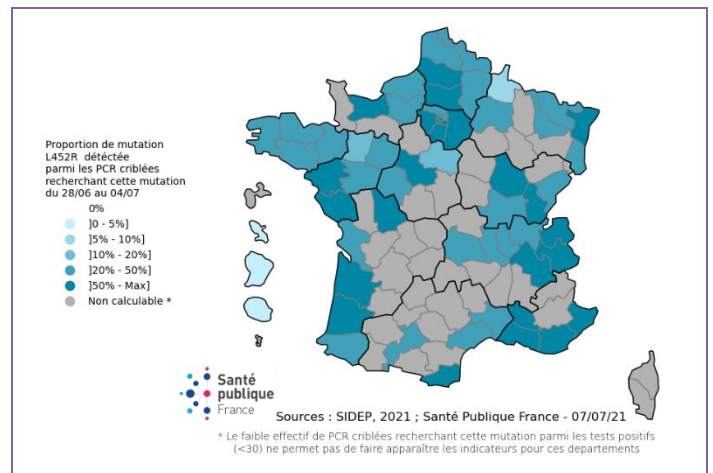 Proportion de mutation
L452R détéctée
parmi les PCR criblées
recherchant cette mutation
du 28/06 au 04/07
0%
]0 - 5%]
]5% - 10%]
]10% - 20%]
]20% - 50%]
]50% - Max]
Non calculable *
Santé
publique
France
Sources : SIDEP, 2021 ; Santé Publique France - 07/07/21
* Le faible effectif de PCR criblées recherchant cette mutation parmi les tests positifs
(<30) ne permet pas de faire apparaître les indicateurs pour ces departements